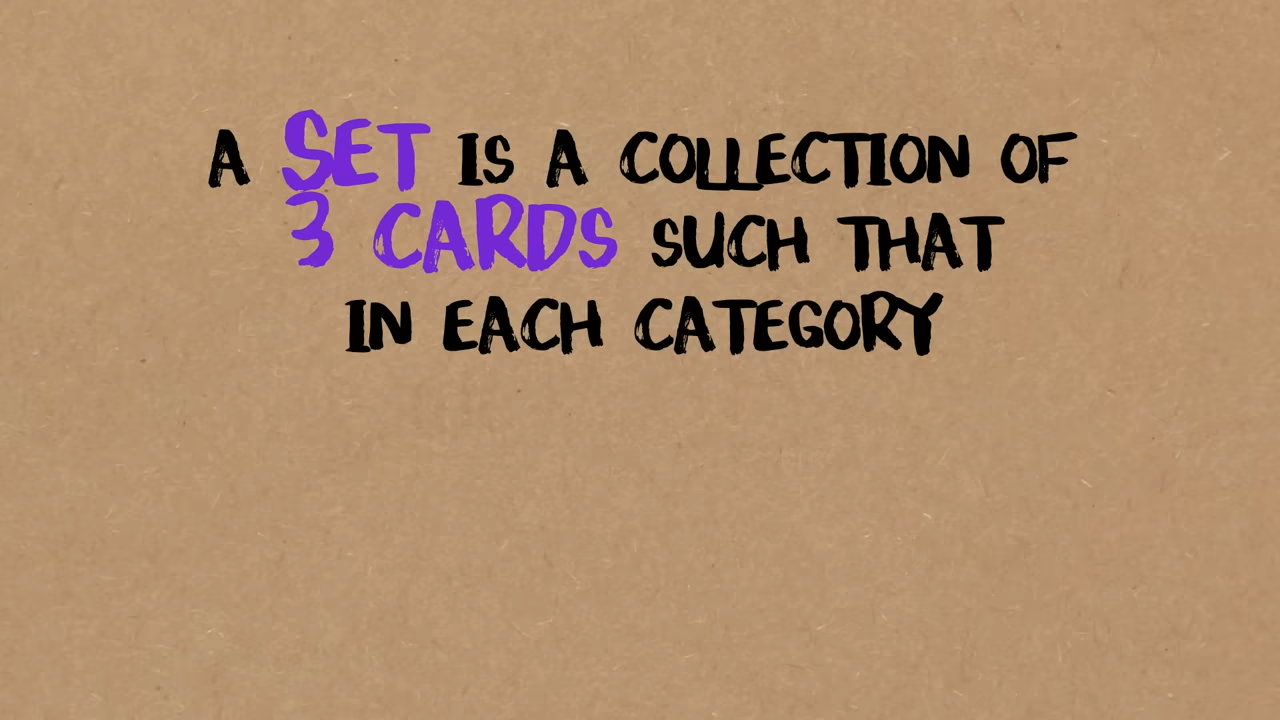 A SET IS A COLLECTION OF
3 CARDS SUCH THAT
IN EACH CATEGORY